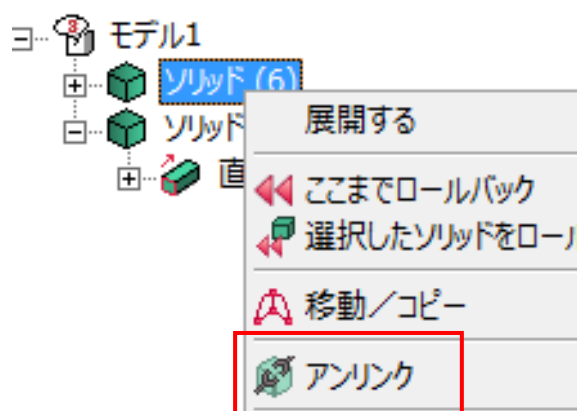 モデル1
ソリッド (6)
ソリッド
直
展開する
ここまでロールバック
選択したソリッドをロール
移動／コピー
アンリンク